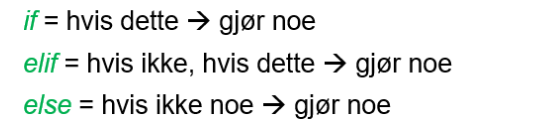 if = hvis dette → gjør noe
elif = hvis ikke, hvis dette → gjør noe
else = hvis ikke noe → gjør noe